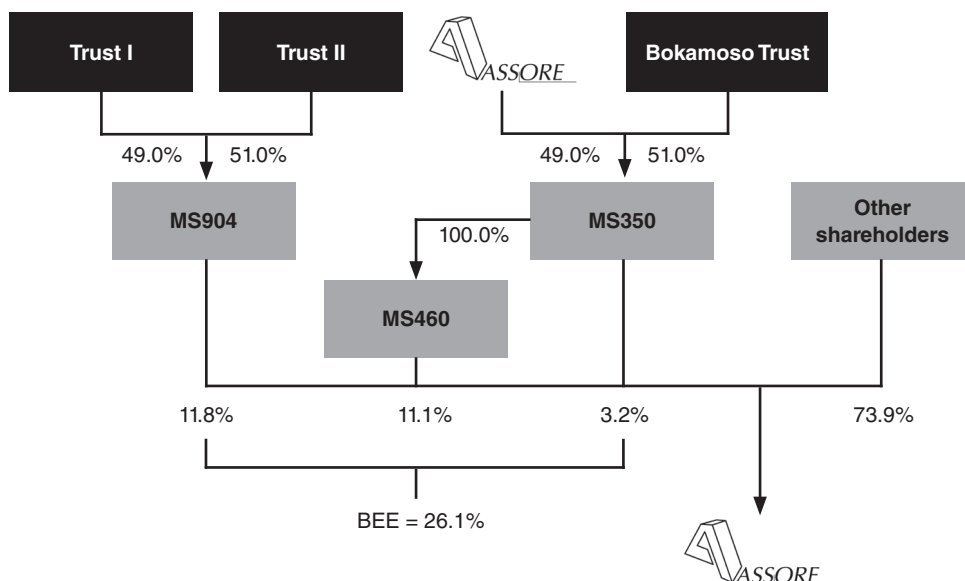 Trust I
Trust II
ASSORE
Bokamoso Trust
49.0%
51.0%
49.0%
51.0%
MS904
MS350
Other
shareholders
100.0%
MS460
11.8%
11.1%
3.2%
73.9%
BEE = 26.1%
ASSORE